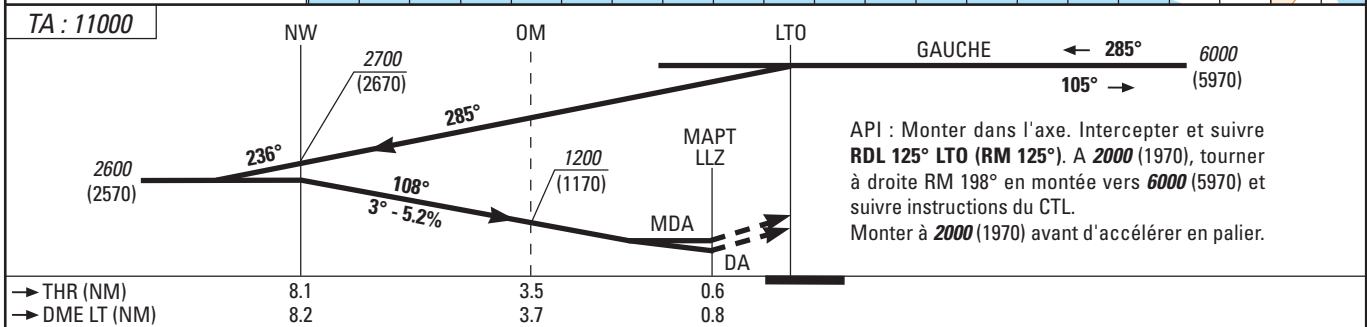 TA : 11000
NW
OM
LTO
GAUCHE
← 285°
6000
(5970)
105° →
2700
(2670)
285°
MAPT
LLZ
236°
2600
(2570)
1200
(1170)
108°
3° - 5.2%
MDA
DA
API : Monter dans l'axe. Intercepter et suivre
RDL 125° LTO (RM 125°). A 2000 (1970), tourner
à droite RM 198° en montée vers 6000 (5970) et
suivre instructions du CTL.
Monter à 2000 (1970) avant d'accélérer en palier.
→ THR (NM) 8.1 3.5 0.6
→ DME LT (NM) 8.2 3.7 0.8